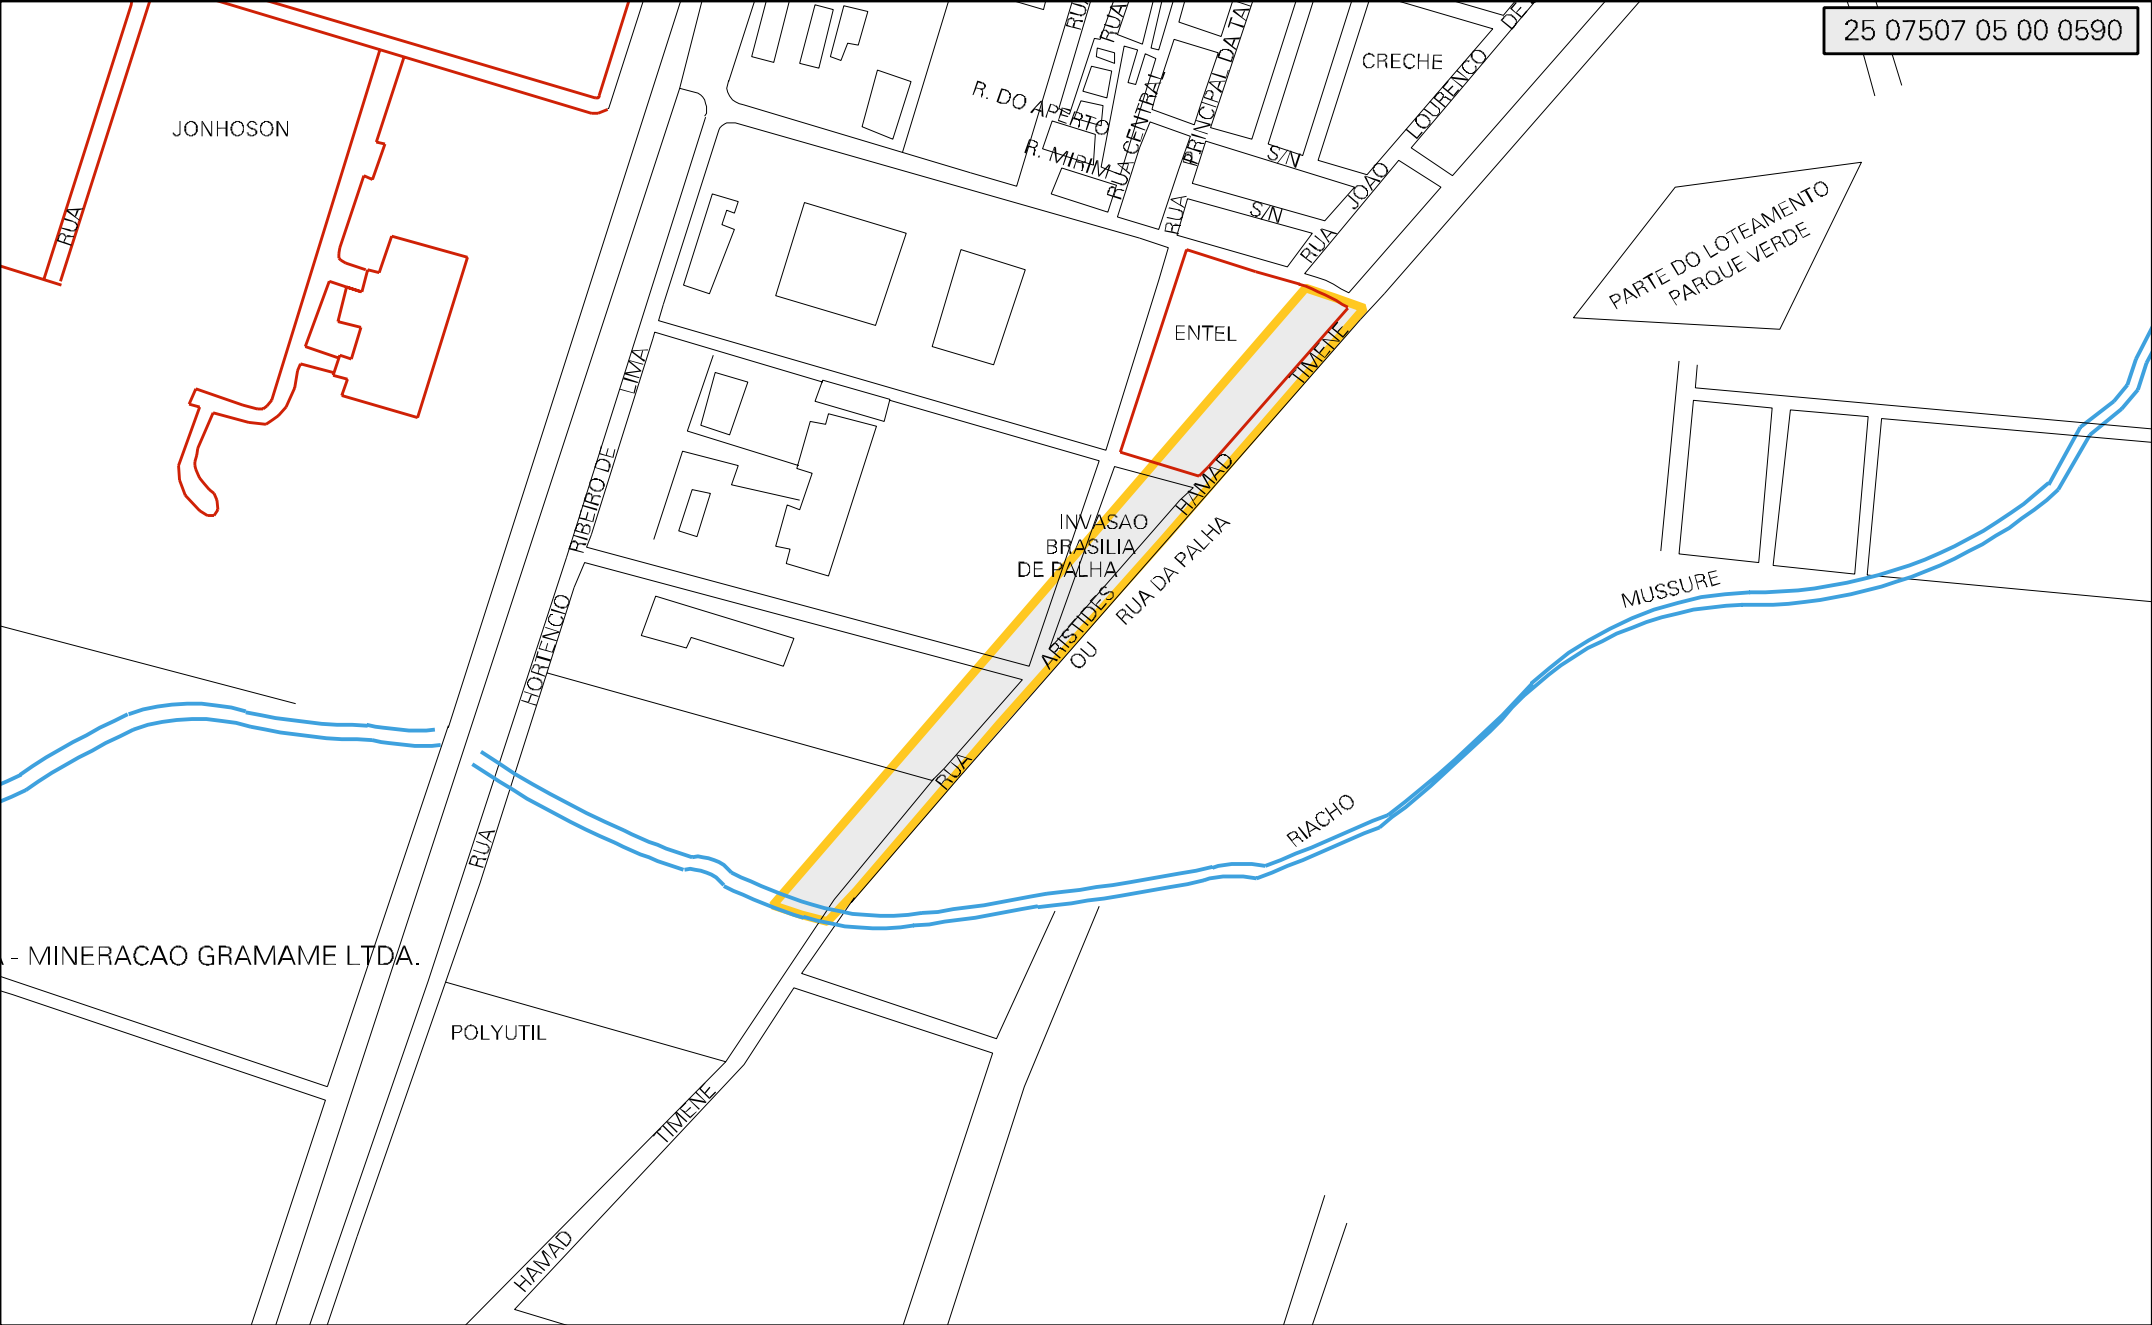 25 07507 05 00 0590
CRECHE
DE
LOURENCO
JOAO
RUA
RUA
RUA
PRINCIPAL DA
RUA
RUA CENTRAL
R. DO APERTO
R. MIRIM
S/N
S/N
JONHOSON
RUA
PARTE DO LOTEAMENTO
PARQUE VERDE
ENTEL
TIMENE
HAMAD
ARISTIDES
RUA
OU
RUA DA PALHA
INVASAO
BRASILIA
DE PALHA
LIMA
RIBEIRO DE
HORTENCIO
RUA
MUSSURE
RIACHO
- MINERACAO GRAMAME LTDA.
POLYUTIL
TIMENE
HAMAD